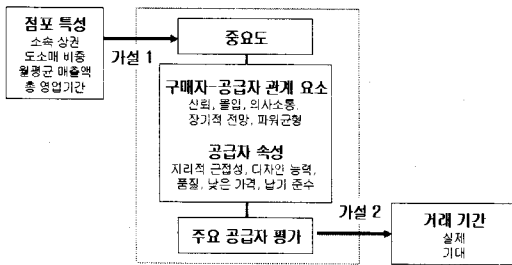 점포 특성
소속 상권
도소매 비중
월평균 매출액
총 영업기간
가설 1
중요도
구매자-공급자 관계 요소
신뢰, 몰입, 의사소통,
장기적 전망, 파워균형
공급자 속성
지리적 근접성, 디자인 능력,
품질, 낮은 가격, 납기 준수
주요 공급자 평가
가설 2
거래 기간
실제
기대